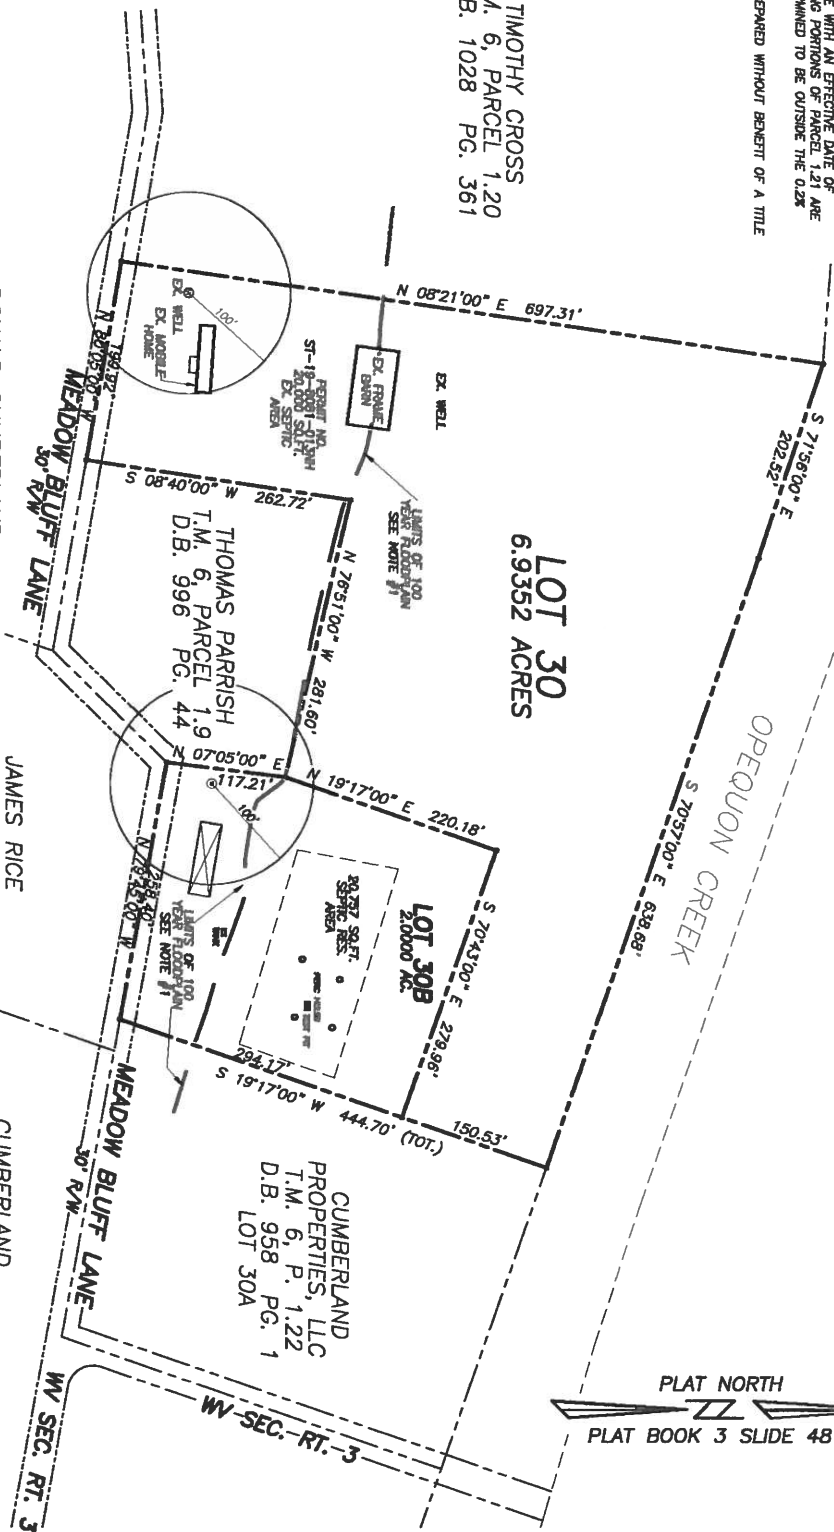 E WITH AN EFFECTIVE DATE OF
NG PORTIONS OF PARCEL 1.21 ARE
MINED TO BE OUTSIDE THE 0.2%
EPARED WITHOUT BENEFIT OF A TITLE
TIMOTHY CROSS
M. 6, PARCEL 1.20
B. 1028 PG. 361
N 08°21'00" E 697.31'
S 71°56'00" E
202.52'
S 70°57'00" E 638.68'
OPEQUON CREEK
LOT 30
6.9352 ACRES
EX. WELL
EX. FRAME
BARN
LIMITS OF 100
YEAR FLOODPLAIN
SEE NOTE #1
PERMIT NO.
20,000 SQ.FT.
EX. SEPTIC
AREA
EX. WELL
100'
EX. MOBILE
HOME
N 80°05'00" W
MEADOW BLUFF LANE
30' R/W
S 08°40'00" W 262.72'
N 76°51'00" W 281.60'
THOMAS PARRISH
T.M. 6, PARCEL 1.9
D.B. 996 PG. 44
N 07°05'00" E
117.21'
100'
N 19°17'00" E 220.18'
S 70°43'00" E 279.96'
LOT 30B
2.0000 AC.
20,757 SQ.FT.
SEPTIC RES.
AREA
LIMITS OF 100
YEAR FLOODPLAIN
SEE NOTE #1
294.17'
S 19°17'00" W 444.70' (TOT.)
150.53'
CUMBERLAND
PROPERTIES, LLC
T.M. 6, P. 1.22
D.B. 958 PG. 1
LOT 30A
MEADOW BLUFF LANE
30' R/W
WV SEC. RT. 3
WV SEC. RT. 3
JAMES RICE
CUMBERLAND
PLAT NORTH
PLAT BOOK 3 SLIDE 48